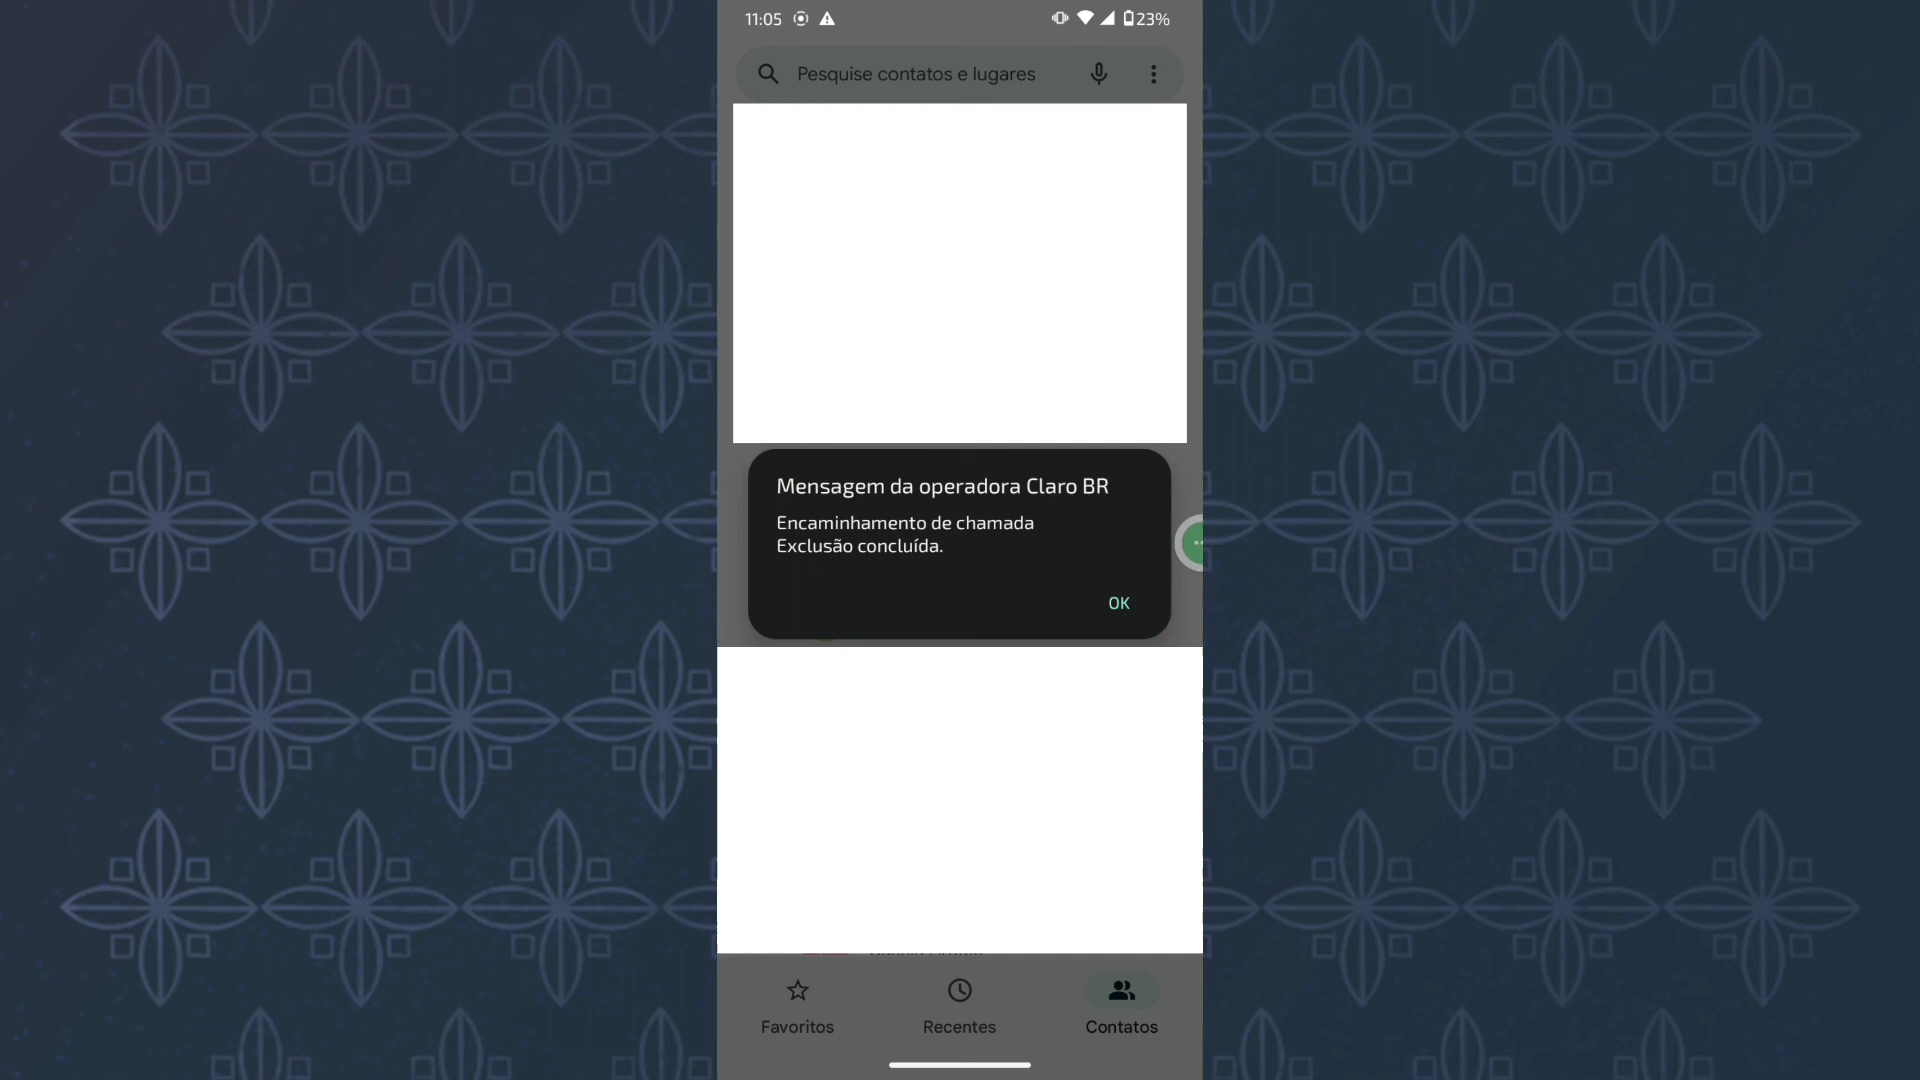 11:05
23%
Pesquise contatos e lugares
Mensagem da operadora Claro BR
Encaminhamento de chamada
Exclusão concluída.
OK
Favoritos
Recentes
Contatos